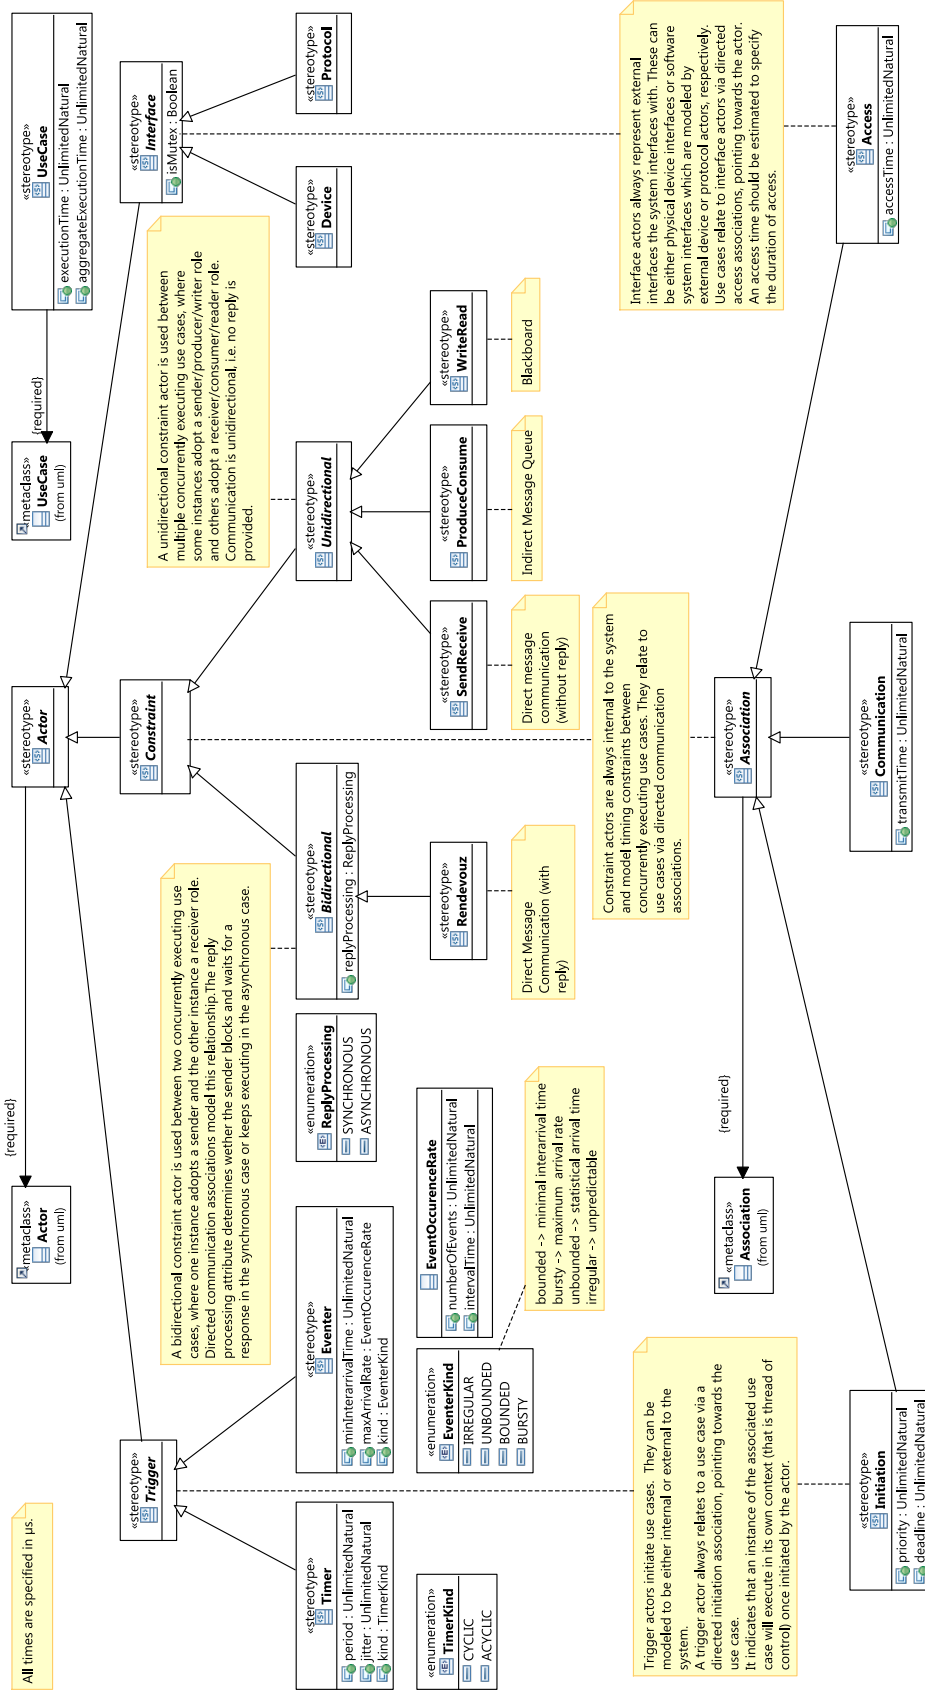 All times are specified in μs.
«metaclass»
Actor
(from uml)
{required}
«stereotype»
Actor
«metaclass»
UseCase
(from uml)
{required}
«stereotype»
UseCase
executionTime : UnlimitedNatural
aggregateExecutionTime : UnlimitedNatural
«stereotype»
Trigger
«stereotype»
Constraint
«stereotype»
Interface
isMutex : Boolean
A bidirectional constraint actor is used between two concurrently executing use
cases, where one instance adopts a sender and the other instance a receiver role.
Directed communication associations model this relationship.The reply
processing attribute determines wether the sender blocks and waits for a
response in the synchronous case or keeps executing in the asynchronous case.
A unidirectional constraint actor is used between
multiple concurrently executing use cases, where
some instances adopt a sender/producer/writer role
and others adopt a receiver/consumer/reader role.
Communication is unidirectional, i.e. no reply is
provided.
«stereotype»
Timer
period : UnlimitedNatural
jitter : UnlimitedNatural
kind : TimerKind
«stereotype»
Eventer
minInterarrivalTime : UnlimitedNatural
maxArrivalRate : EventOccurenceRate
kind : EventerKind
«enumeration»
ReplyProcessing
SYNCHRONOUS
ASYNCHRONOUS
«stereotype»
Bidirectional
replyProcessing : ReplyProcessing
«stereotype»
Unidirectional
«stereotype»
Device
«stereotype»
Protocol
«enumeration»
TimerKind
CYCLIC
ACYCLIC
«enumeration»
EventerKind
IRREGULAR
UNBOUNDED
BOUNDED
BURSTY
EventOccurenceRate
numberOfEvents : UnlimitedNatural
intervalTime : UnlimitedNatural
«stereotype»
Rendevouz
«stereotype»
SendReceive
«stereotype»
ProduceConsume
«stereotype»
WriteRead
bounded -> minimal interarrival time
bursty -> maximum arrival rate
unbounded -> statistical arrival time
irregular -> unpredictable
Direct Message
Communication (with
reply)
Direct message
communication
(without reply)
Indirect Message Queue
Blackboard
Trigger actors initiate use cases. They can be
modeled to be either internal or external to the
system.
A trigger actor always relates to a use case via a
directed initiation association, pointing towards the
use case.
It indicates that an instance of the associated use
case will execute in its own context (that is thread of
control) once initiated by the actor.
Constraint actors are always internal to the system
and model timing constraints between
concurrently executing use cases. They relate to
use cases via directed communication
associations.
Interface actors always represent external
interfaces the system interfaces with. These can
be either physical device interfaces or software
system interfaces which are modeled by
external device or protocol actors, respectively.
Use cases relate to interface actors via directed
access associations, pointing towards the actor.
An access time should be estimated to specify
the duration of access.
«metaclass»
Association
(from uml)
{required}
«stereotype»
Association
«stereotype»
Initiation
priority : UnlimitedNatural
deadline : UnlimitedNatural
«stereotype»
Communication
transmitTime : UnlimitedNatural
«stereotype»
Access
accessTime : UnlimitedNatural